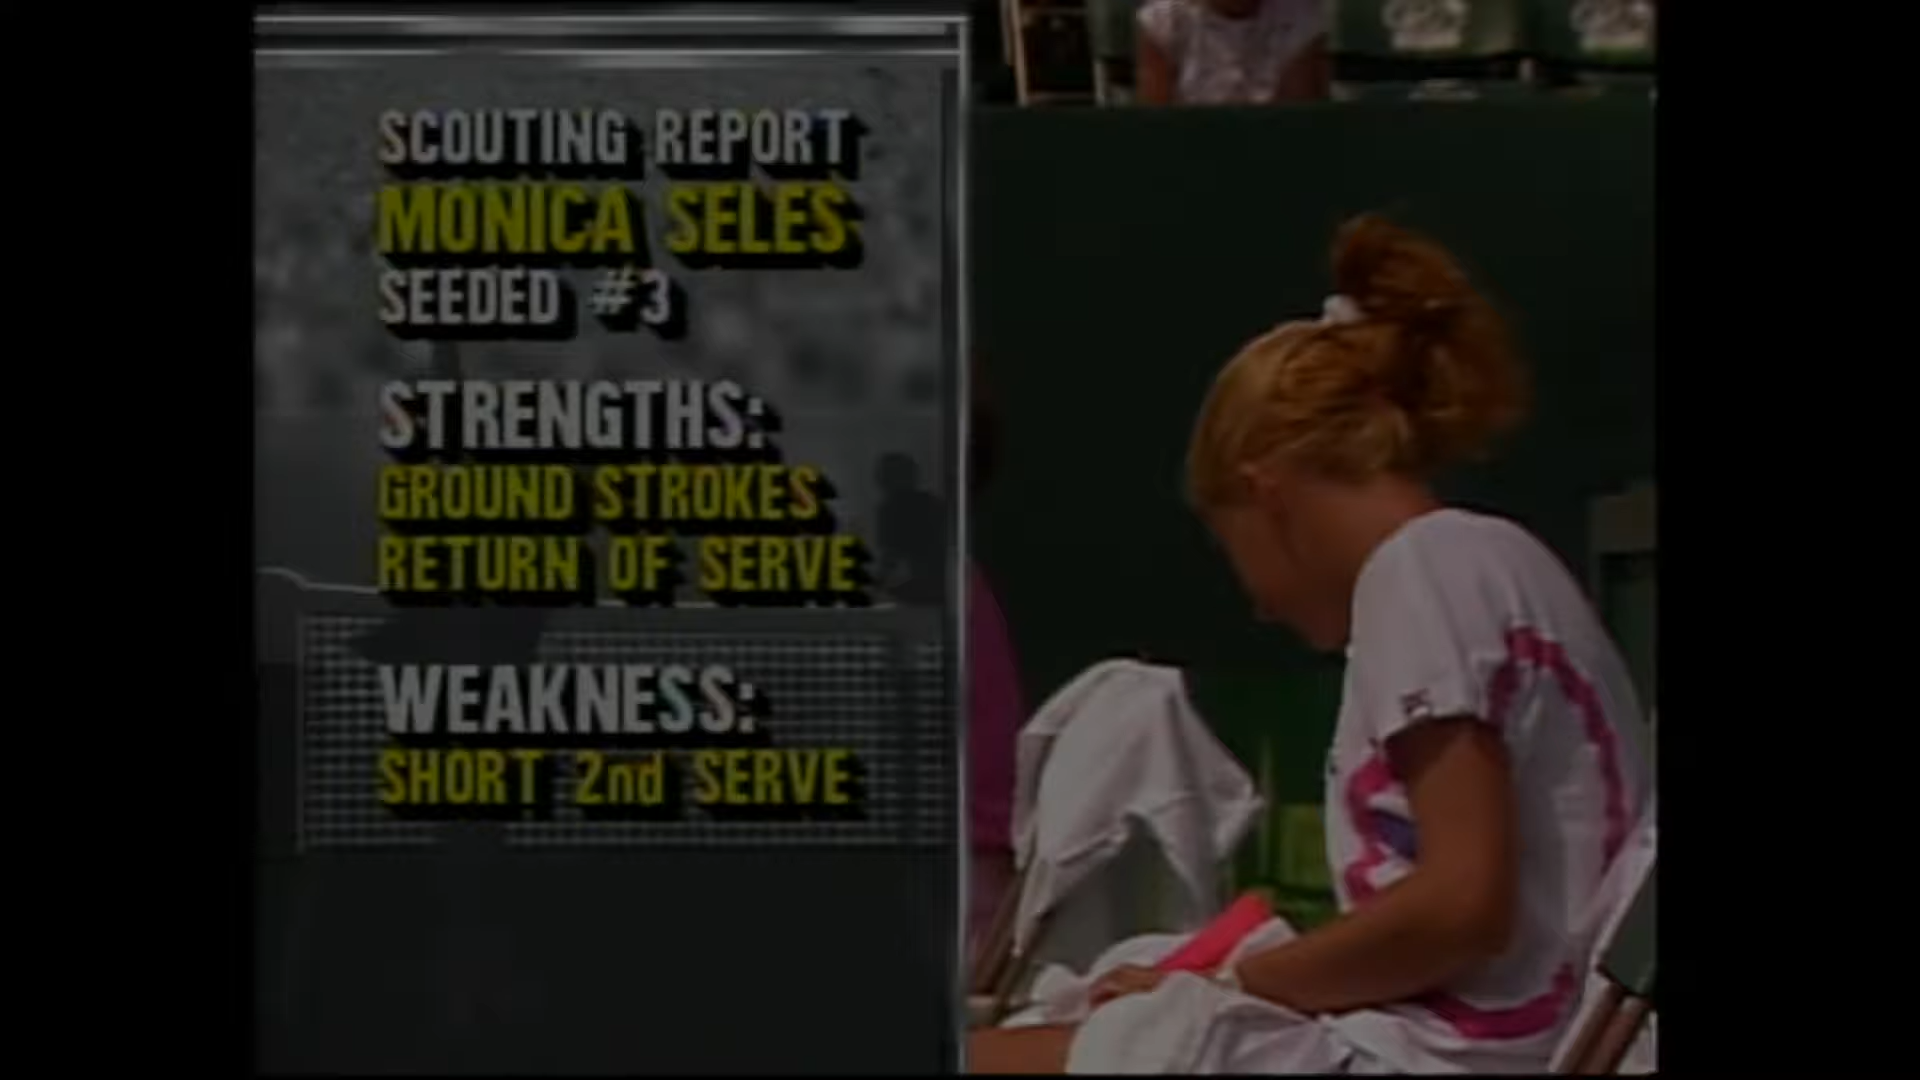 SCOUTING REPORT
MONICA SELES
SEEDED #3
STRENGTHS:
GROUND STROKES
RETURN OF SERVE
WEAKNESS:
SHORT 2nd SERVE